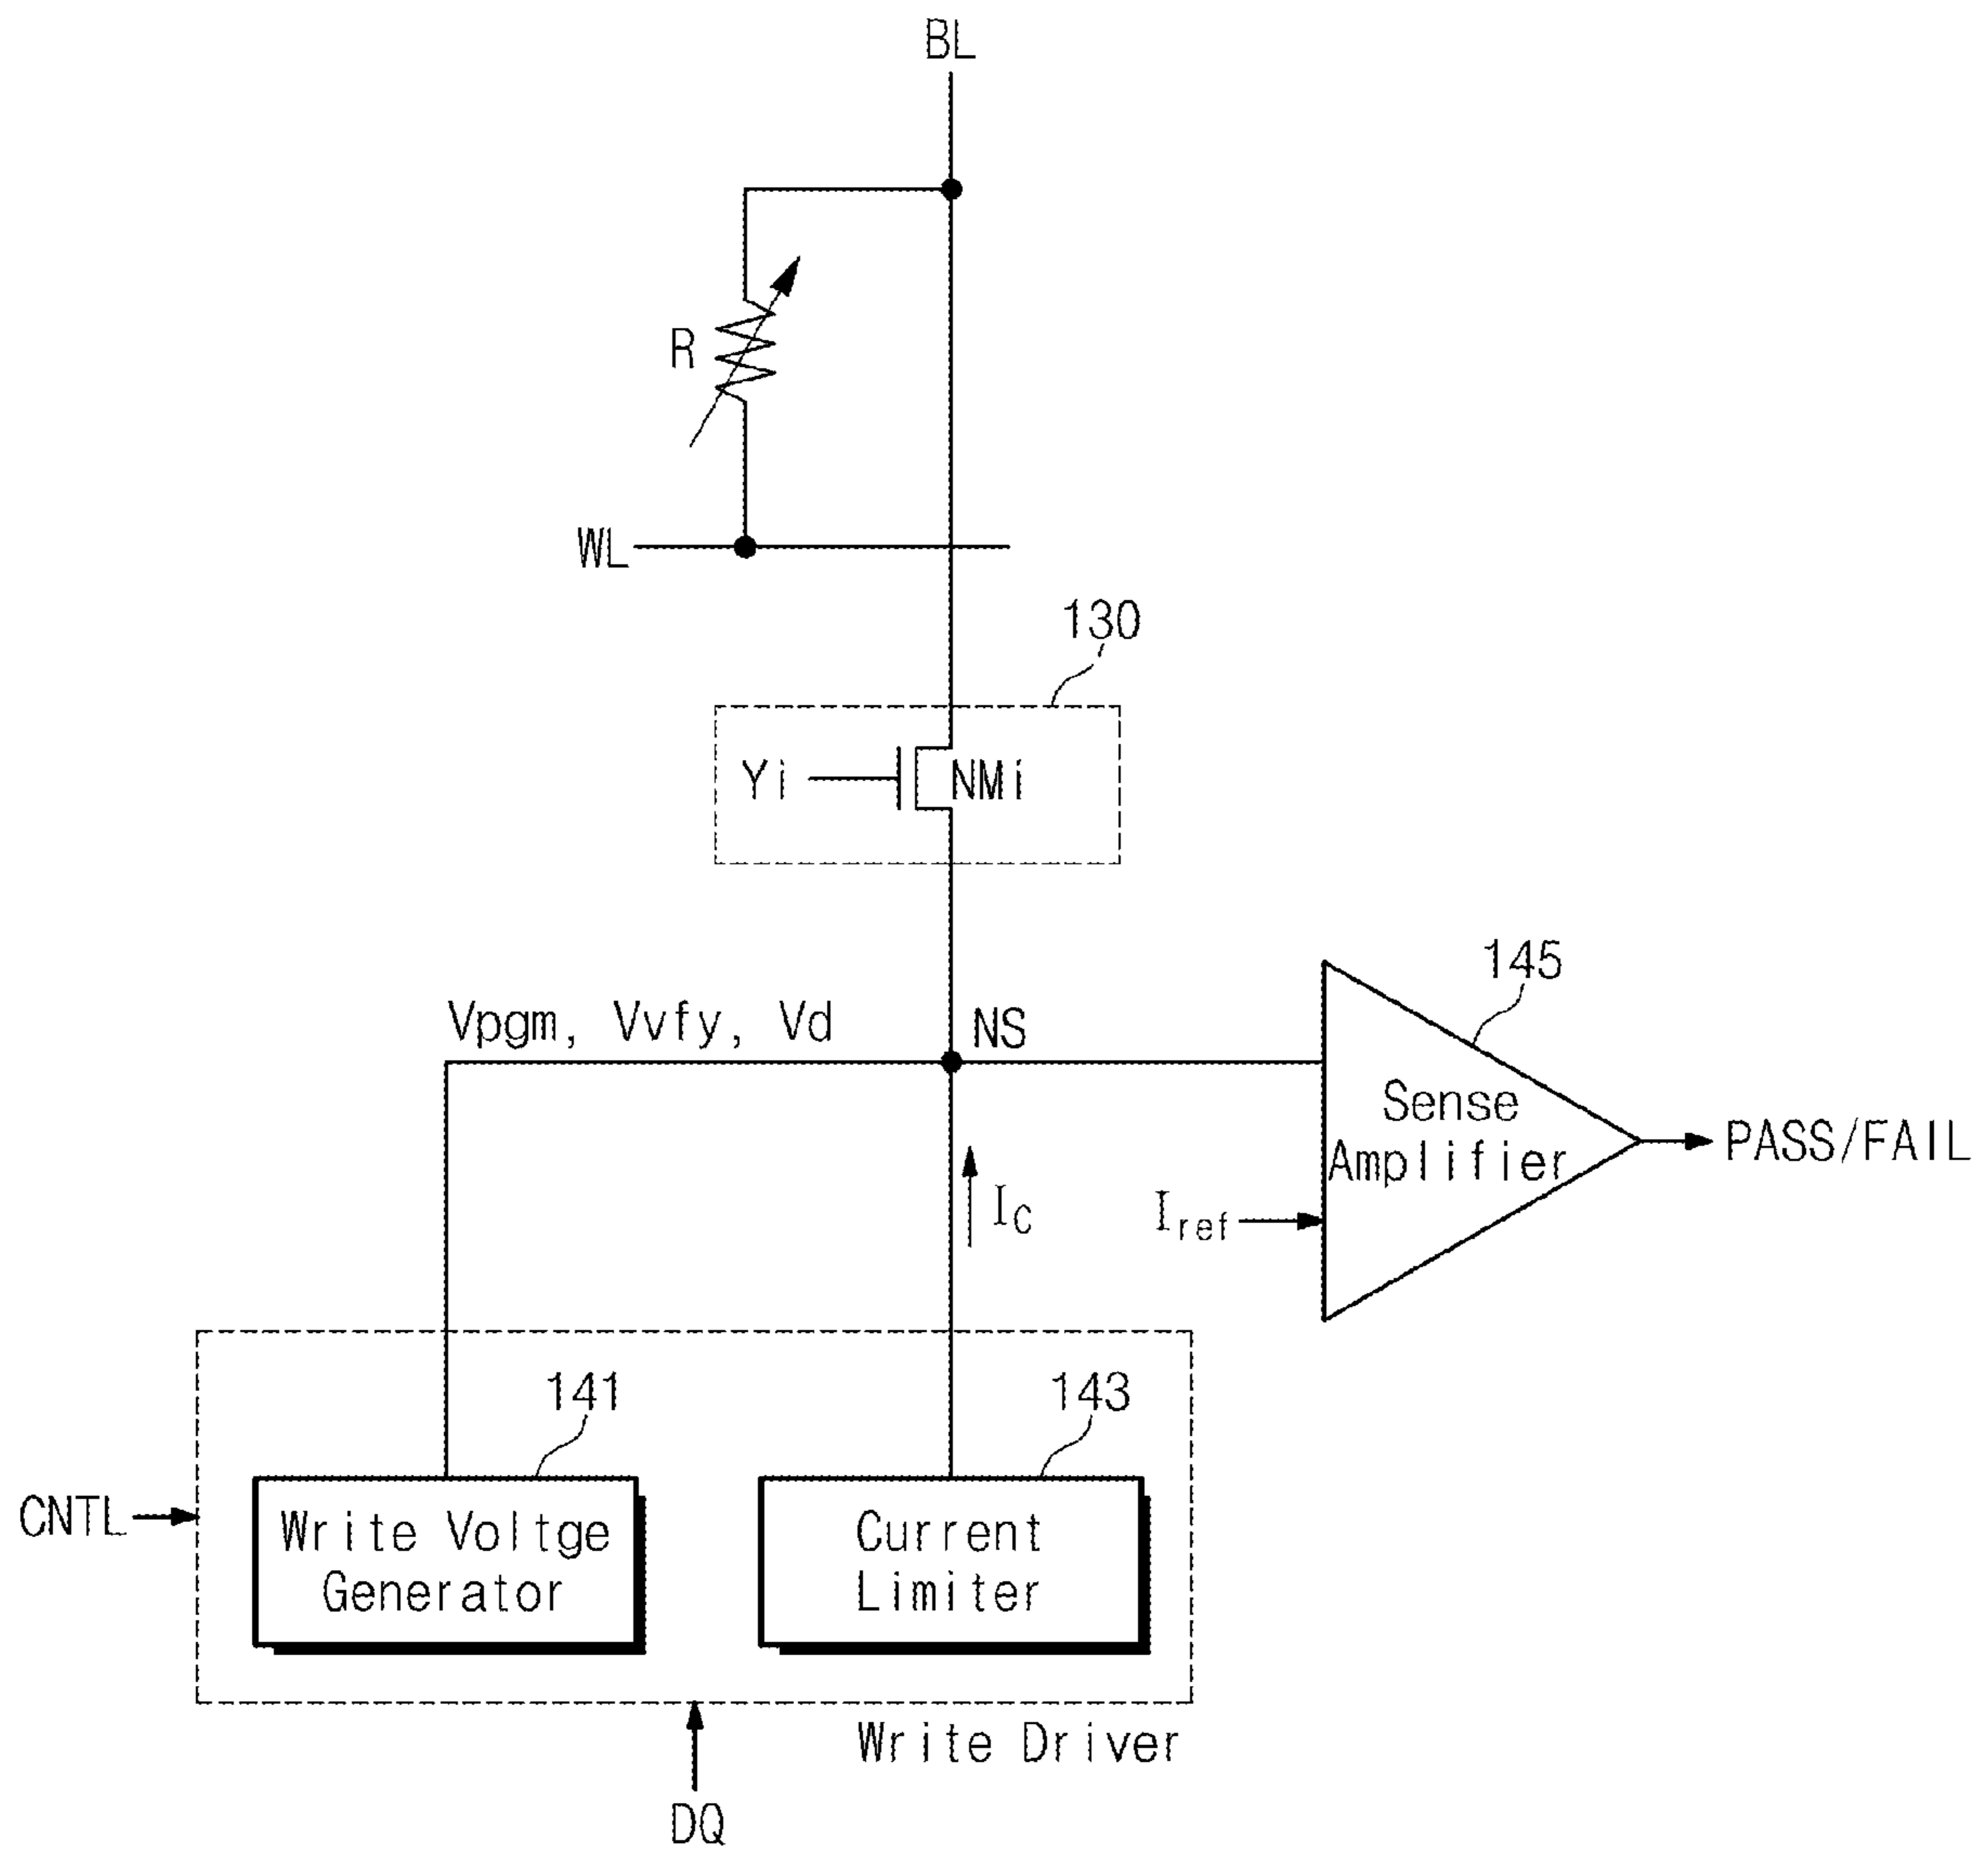 BL
R
WL
130
Yi
NMi
145
Vpgm, Vvfy, Vd
NS
Sense
Amplifier
PASS/FAIL
IC
Iref
141
143
CNTL
Write Voltge
Generator
Current
Limiter
Write Driver
DQ